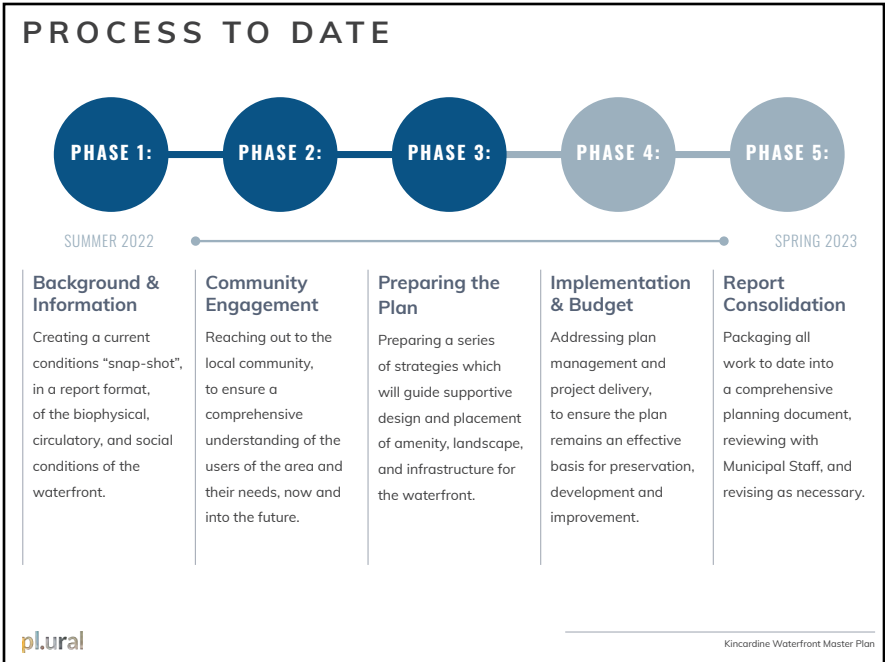 PROCESS TO DATE
PHASE 1:
PHASE 2:
PHASE 3:
PHASE 4:
PHASE 5:
SUMMER 2022
SPRING 2023
Background &
Information
Creating a current
conditions “snap-shot”,
in a report format,
of the biophysical,
circulatory, and social
conditions of the
waterfront.
Community
Engagement
Reaching out to the
local community,
to ensure a
comprehensive
understanding of the
users of the area and
their needs, now and
into the future.
Preparing the
Plan
Preparing a series
of strategies which
will guide supportive
design and placement
of amenity, landscape,
and infrastructure for
the waterfront.
Implementation
& Budget
Addressing plan
management and
project delivery,
to ensure the plan
remains an effective
basis for preservation,
development and
improvement.
Report
Consolidation
Packaging all
work to date into
a comprehensive
planning document,
reviewing with
Municipal Staff, and
revising as necessary.
pl.ural
Kincardine Waterfront Master Plan